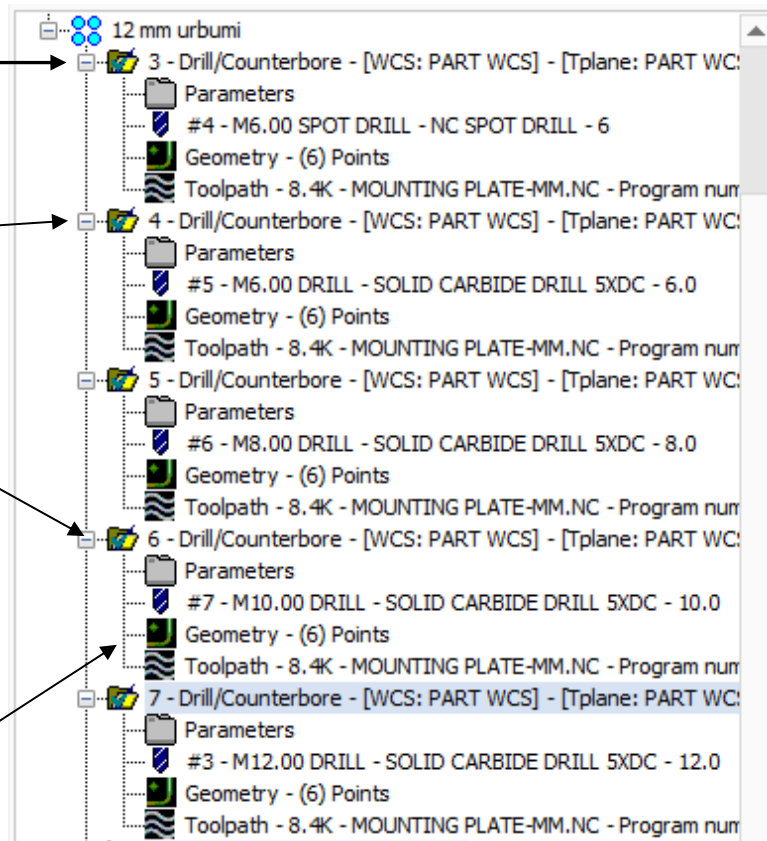 12 mm urbumi
3 - Drill/Counterbore - [WCS: PART WCS] - [Tplane: PART WCS
Parameters
#4 - M6.00 SPOT DRILL - NC SPOT DRILL - 6
Geometry - (6) Points
Toolpath - 8.4K - MOUNTING PLATE-MM.NC - Program num
4 - Drill/Counterbore - [WCS: PART WCS] - [Tplane: PART WCS
Parameters
#5 - M6.00 DRILL - SOLID CARBIDE DRILL 5XDC - 6.0
Geometry - (6) Points
Toolpath - 8.4K - MOUNTING PLATE-MM.NC - Program num
5 - Drill/Counterbore - [WCS: PART WCS] - [Tplane: PART WCS
Parameters
#6 - M8.00 DRILL - SOLID CARBIDE DRILL 5XDC - 8.0
Geometry - (6) Points
Toolpath - 8.4K - MOUNTING PLATE-MM.NC - Program num
6 - Drill/Counterbore - [WCS: PART WCS] - [Tplane: PART WCS
Parameters
#7 - M10.00 DRILL - SOLID CARBIDE DRILL 5XDC - 10.0
Geometry - (6) Points
Toolpath - 8.4K - MOUNTING PLATE-MM.NC - Program num
7 - Drill/Counterbore - [WCS: PART WCS] - [Tplane: PART WCS
Parameters
#3 - M12.00 DRILL - SOLID CARBIDE DRILL 5XDC - 12.0
Geometry - (6) Points
Toolpath - 8.4K - MOUNTING PLATE-MM.NC - Program num